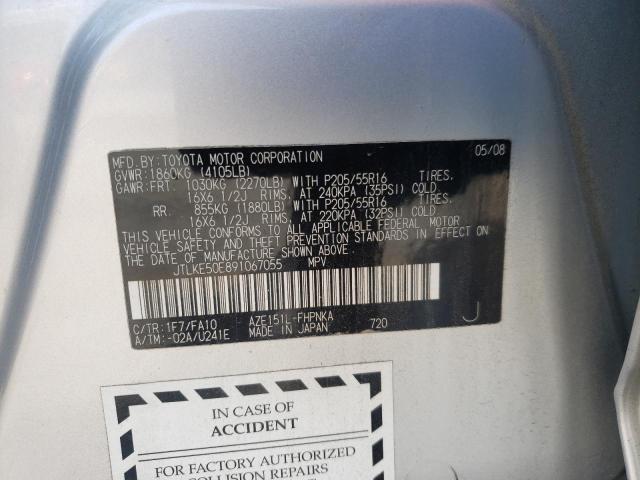 MFD. BY: TOYOTA MOTOR CORPORATION 05/08
GVWR: 1860KG (4105LB)
GAWR: FRT. 1030KG (2270LB) WITH P205/55R16 TIRES.
16X6 1/2J RIMS, AT 240KPA (35PSI) COLD.
RR. 855KG (1880LB) WITH P205/55R16 TIRES.
16X6 1/2J RIMS, AT 220KPA (32PSI) COLD.
THIS VEHICLE CONFORMS TO ALL APPLICABLE FEDERAL MOTOR
VEHICLE SAFETY AND THEFT PREVENTION STANDARDS IN EFFECT ON
THE DATE OF MANUFACTURE SHOWN ABOVE.
JTLKE50E891067055 MPV
C/TR: 1F7/FA10 AZE151L-FHPNKA J
A/TM: -02A/U241E MADE IN JAPAN 720
IN CASE OF
ACCIDENT
FOR FACTORY AUTHORIZED
COLLISION REPAIRS